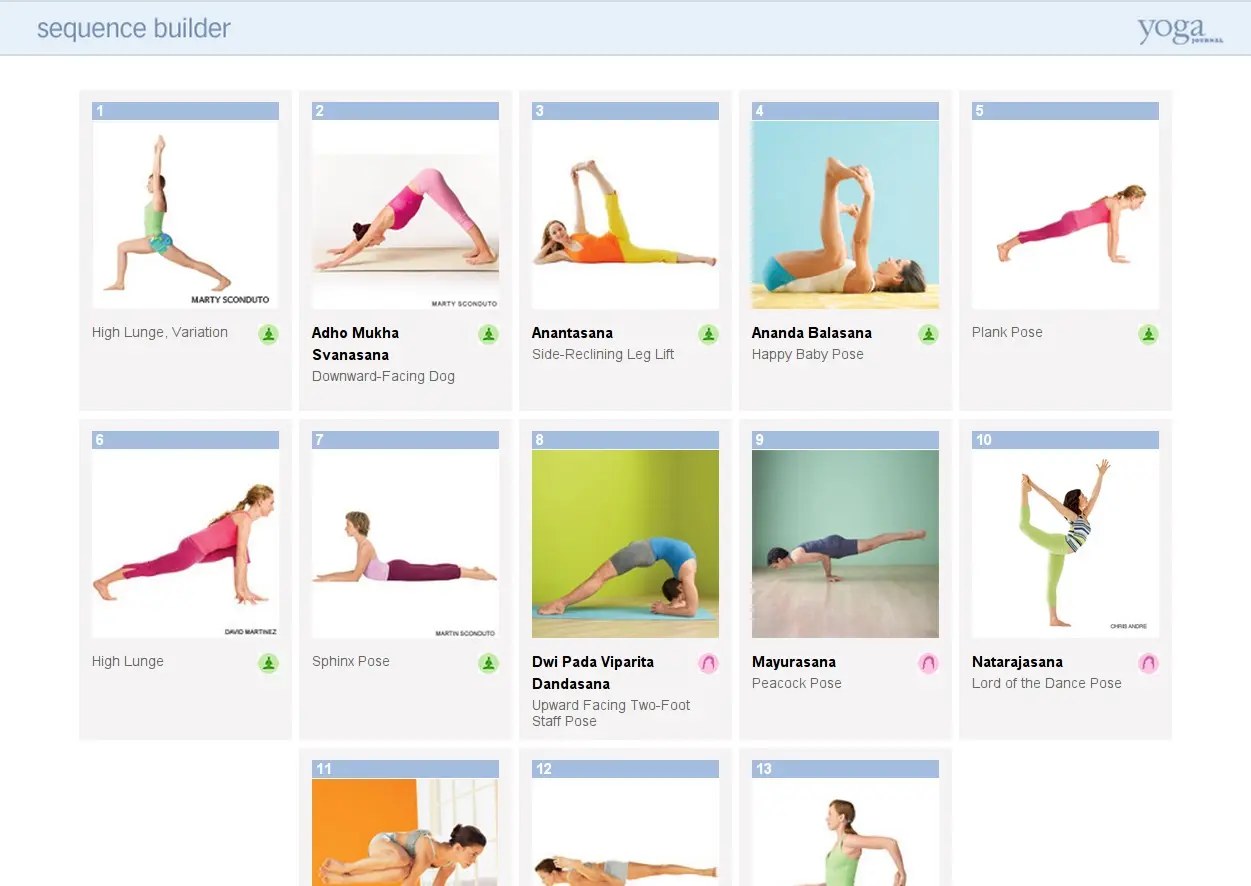 sequence builder
yoga
JOURNAL
1
2
3
4
5
MARTY SCONDUTO
MARTY SCONDUTO
High Lunge, Variation
Adho Mukha
Svanasana
Downward-Facing Dog
Anantasana
Side-Reclining Leg Lift
Ananda Balasana
Happy Baby Pose
Plank Pose
6
7
8
9
10
DAVID MARTINEZ
MARTIN SCONDUTO
CHRIS ANDRE
High Lunge
Sphinx Pose
Dwi Pada Viparita
Dandasana
Upward Facing Two-Foot
Staff Pose
Mayurasana
Peacock Pose
Natarajasana
Lord of the Dance Pose
11
12
13